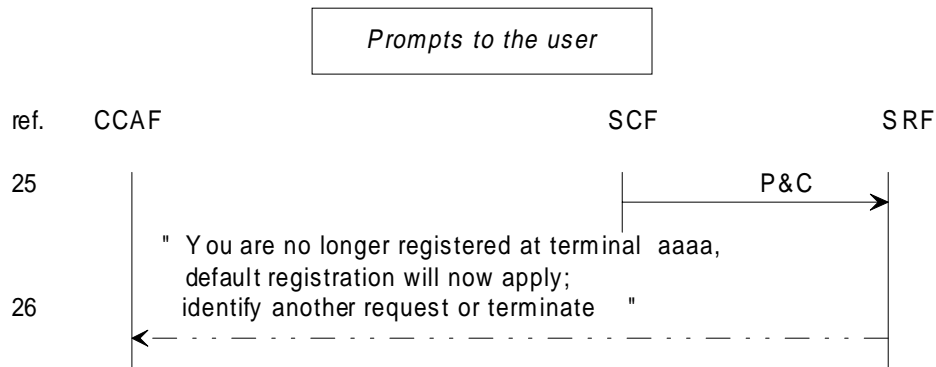 Prompts to the user
ref. CCAF SCF SRF
25 P&C
" You are no longer registered at terminal aaaa,
default registration will now apply;
26 identify another request or terminate "